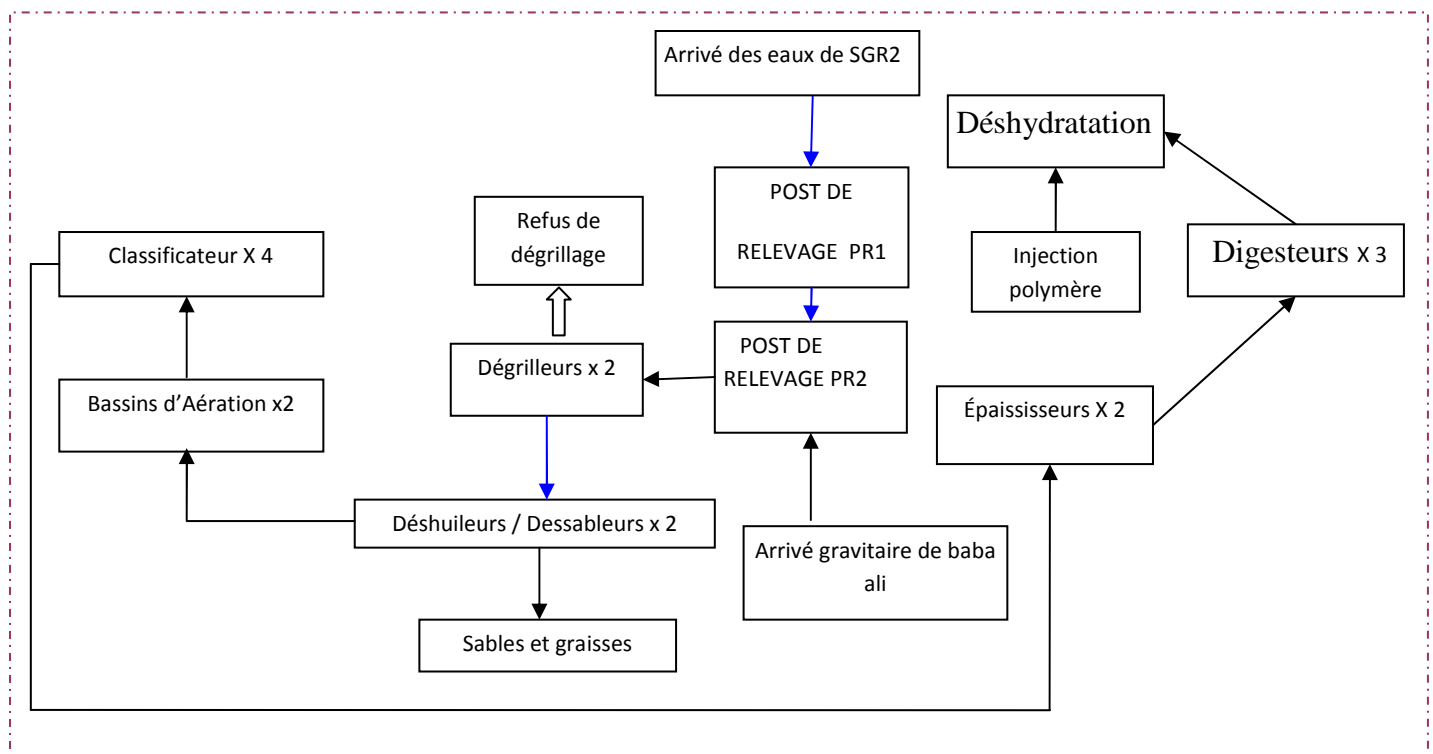 Arrivé des eaux de SGR2
Déshydratation
POST DE
RELEVAGE PR1
Refus de
dégrillage
Classificateur X 4
Injection
polymère
Digesteurs X 3
POST DE
RELEVAGE PR2
Dégrilleurs x 2
Bassins d’Aération x2
Épaississeurs X 2
Déshuileurs / Dessableurs x 2
Arrivé gravitaire de baba
ali
Sables et graisses